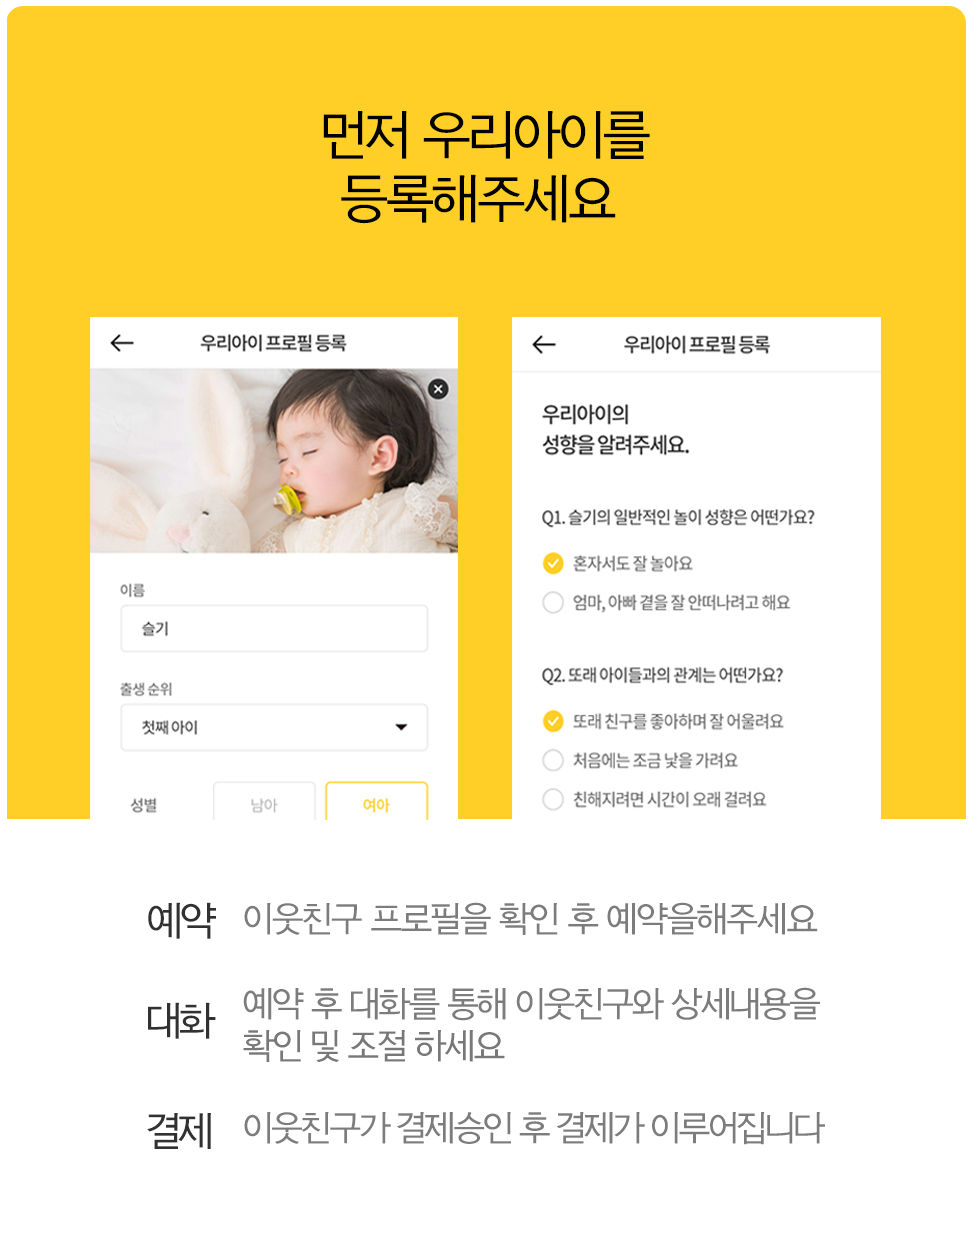 먼저 우리아이를
등록해주세요
우리아이 프로필 등록
이름
슬기
출생 순위
첫째 아이
성별
남아
여아
우리아이 프로필 등록
우리아이의
성향을 알려주세요.
Q1. 슬기의 일반적인 놀이 성향은 어떤가요?
혼자서도 잘 놀아요
엄마, 아빠 곁을 잘 안떠나려고 해요
Q2. 또래 아이들과의 관계는 어떤가요?
또래 친구를 좋아하며 잘 어울려요
처음에는 조금 낯을 가려요
친해지려면 시간이 오래 걸려요
예약 이웃친구 프로필을 확인 후 예약을해주세요
대화 예약 후 대화를 통해 이웃친구와 상세내용을
확인 및 조절 하세요
결제 이웃친구가 결제승인 후 결제가 이루어집니다